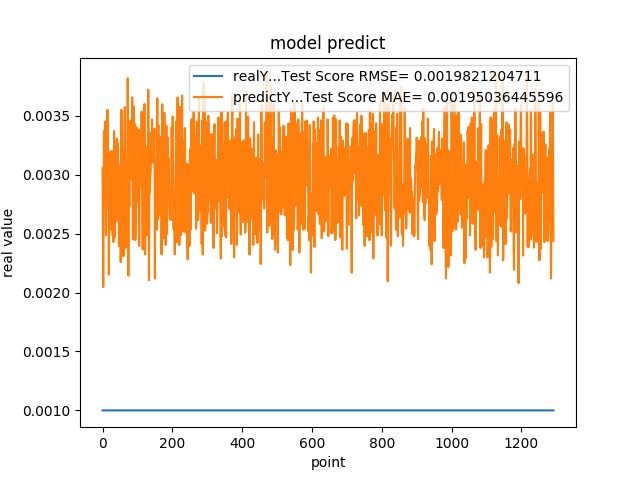 model predict
realY...Test Score RMSE= 0.0019821204711
predictY...Test Score MAE= 0.00195036445596
0.0035
0.0030
0.0025
0.0020
0.0015
0.0010
real value
0
200
400
600
800
1000
1200
point